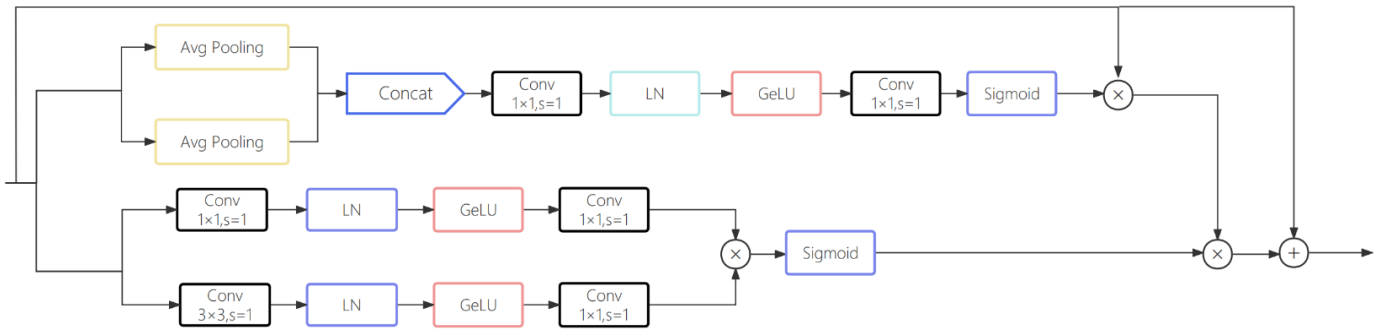 Avg Pooling
Avg Pooling
Concat
Conv
1×1,s=1
LN
GeLU
Conv
1×1,s=1
Sigmoid
×
Conv
1×1,s=1
LN
GeLU
Conv
1×1,s=1
Conv
3×3,s=1
LN
GeLU
Conv
1×1,s=1
×
Sigmoid
×
+